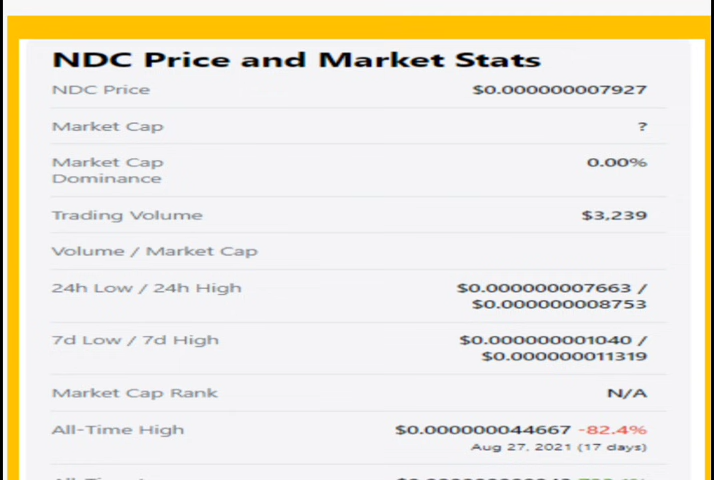 NDC Price and Market Stats
NDC Price $0.000000007927
Market Cap ?
Market Cap Dominance 0.00%
Trading Volume $3,239
Volume / Market Cap
24h Low / 24h High $0.000000007663 /
$0.000000008753
7d Low / 7d High $0.000000001040 /
$0.000000011319
Market Cap Rank N/A
All-Time High $0.000000044667 -82.4%
Aug 27, 2021 (17 days)